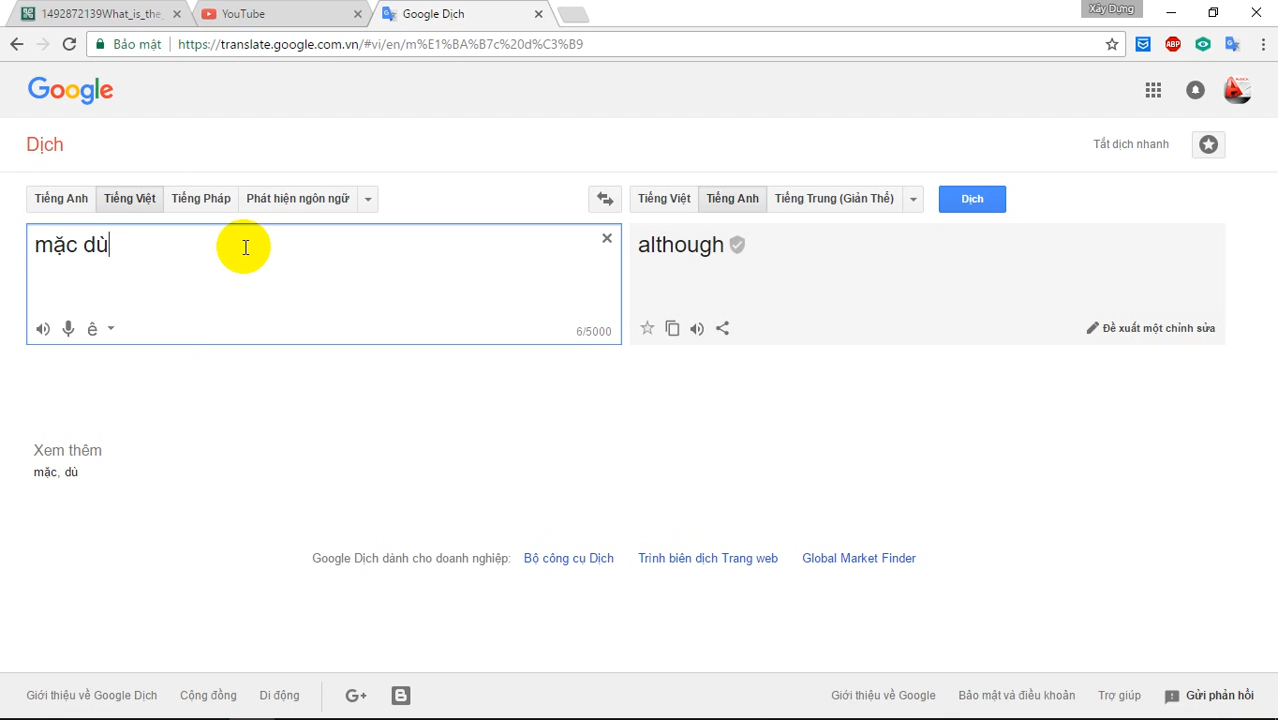 1492872139What_is_the_
YouTube
Google Dịch
Xây Dựng
Bảo mật
https://translate.google.com.vn/#vi/en/m%E1%BA%B7c%20d%C3%B9
ABP
Google
Dịch
Tắt dịch nhanh
Tiếng Anh Tiếng Việt Tiếng Pháp Phát hiện ngôn ngữ
Tiếng Việt Tiếng Anh Tiếng Trung (Giản Thể) Dịch
mặc dù
although
ê
6/5000
Đề xuất một chỉnh sửa
Xem thêm
mặc, dù
Google Dịch dành cho doanh nghiệp: Bộ công cụ Dịch Trình biên dịch Trang web Global Market Finder
Giới thiệu về Google Dịch Cộng đồng Di động G+ Giới thiệu về Google Bảo mật và điều khoản Trợ giúp Gửi phản hồi